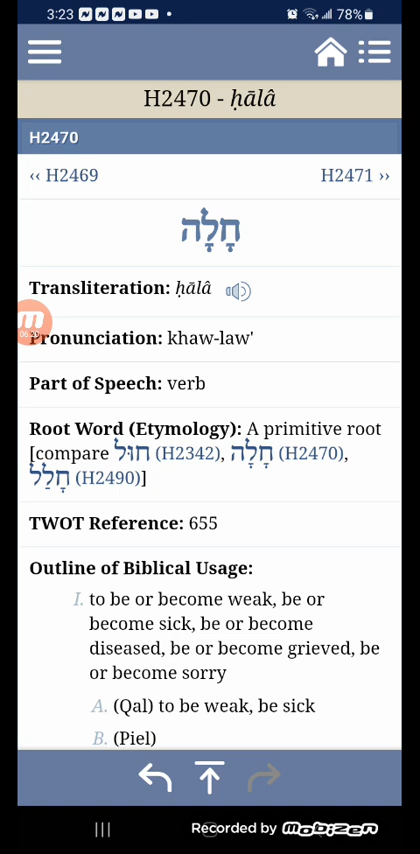 3:23 78%
H2470 - ḥālâ
H2470
‹‹ H2469 H2471 ››
חָלָה
Transliteration: ḥālâ
06:20
Pronunciation: khaw-law'
Part of Speech: verb
Root Word (Etymology): A primitive root
[compare חוּל (H2342), חָלָה (H2470),
חָלַל (H2490)]
TWOT Reference: 655
Outline of Biblical Usage:
I. to be or become weak, be or
become sick, be or become
diseased, be or become grieved, be
or become sorry
A. (Qal) to be weak, be sick
B. (Piel)
Recorded by Mobizen